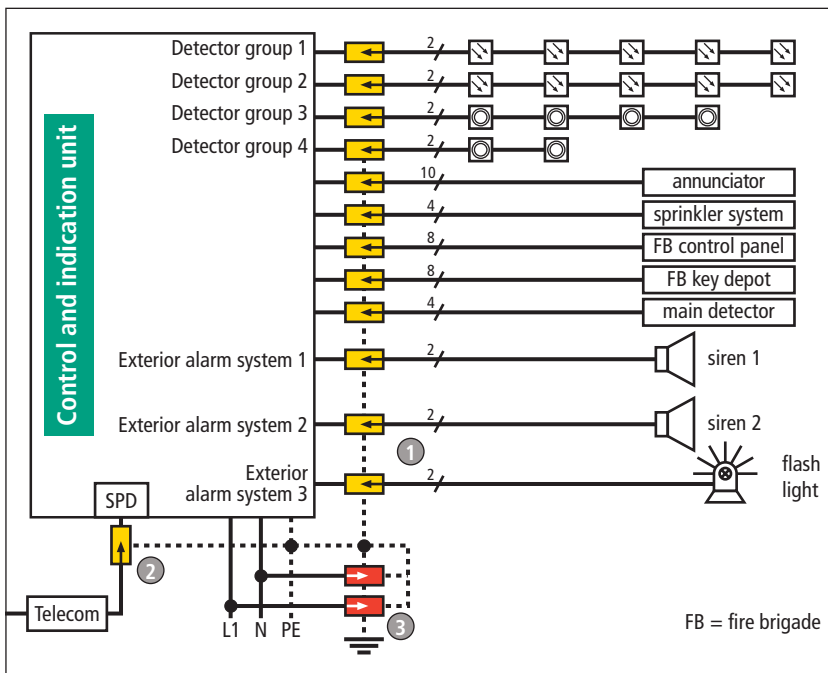 Detector group 1
2
Detector group 2
2
Detector group 3
2
Detector group 4
2
Control and indication unit
10
annunciator
4
sprinkler system
8
FB control panel
8
FB key depot
4
main detector
Exterior alarm system 1
2
siren 1
Exterior alarm system 2
2
siren 2
1
Exterior
alarm system 3
2
flash
light
SPD
2
Telecom
L1 N PE
3
FB = fire brigade